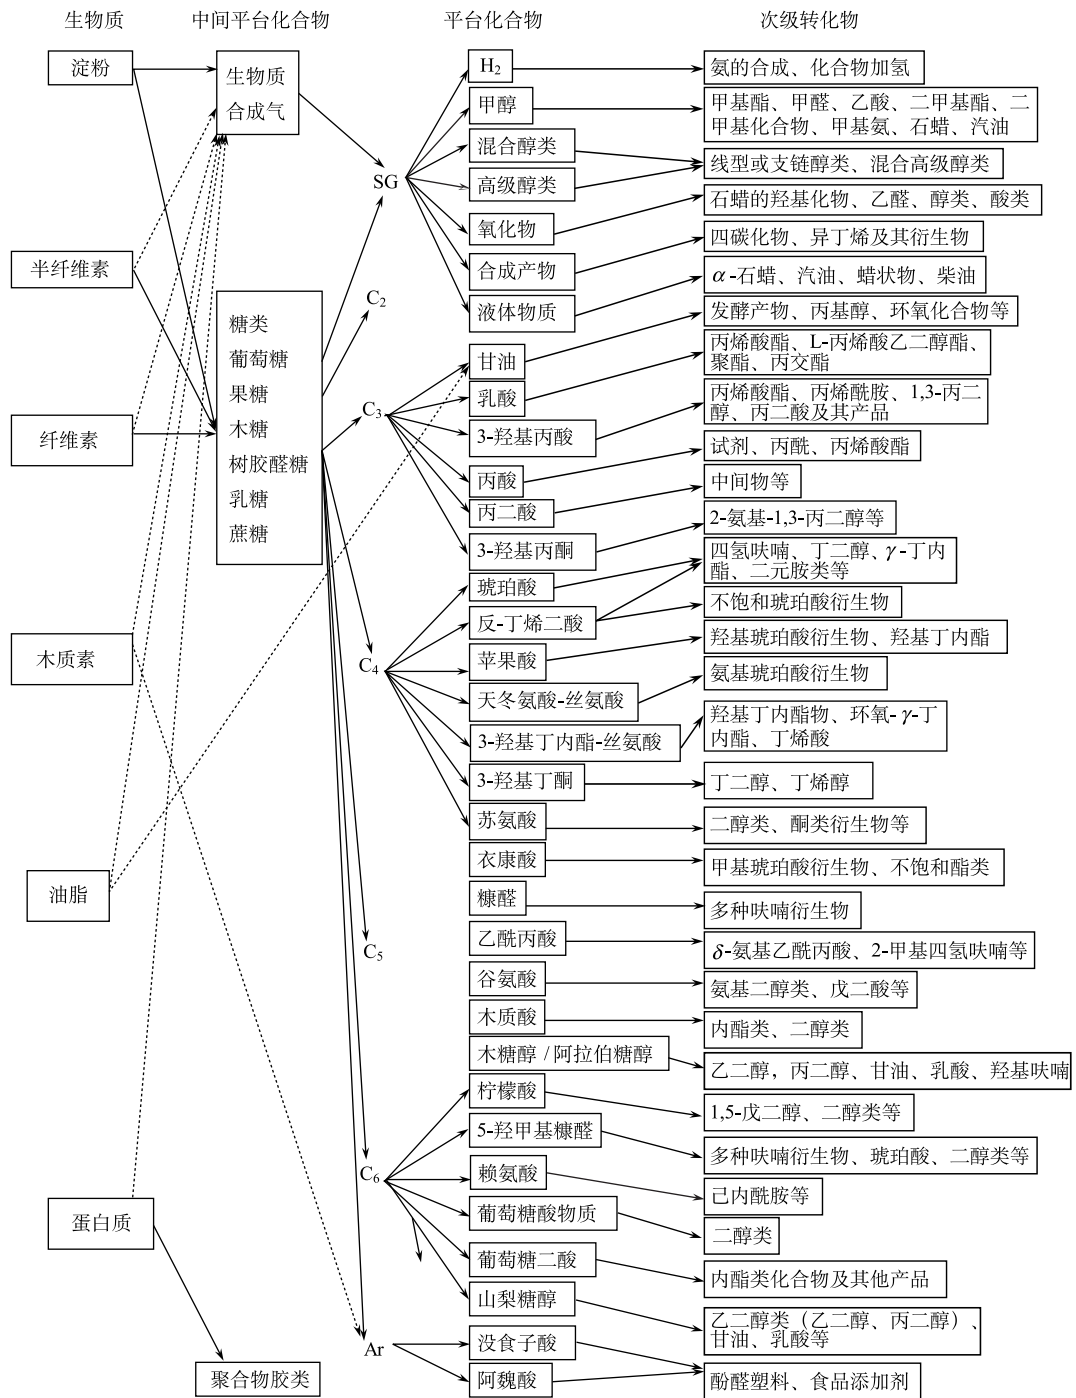 生物质
中间平台化合物
平台化合物
次级转化物
淀粉
半纤维素
纤维素
木质素
油脂
蛋白质
生物质
合成气
糖类
葡萄糖
果糖
木糖
树胶醛糖
乳糖
蔗糖
聚合物胶类
SG
C₂
C₃
C₄
C₅
C₆
Ar
H₂
氨的合成、化合物加氢
甲醇
甲基酯、甲醛、乙酸、二甲基酯、二
甲基化合物、甲基氨、石蜡、汽油
混合醇类
高级醇类
线型或支链醇类、混合高级醇类
氧化物
石蜡的羟基化物、乙醛、醇类、酸类
合成产物
四碳化物、异丁烯及其衍生物
液体物质
α-石蜡、汽油、蜡状物、柴油
甘油
发酵产物、丙基醇、环氧化合物等
乳酸
丙烯酸酯、L-丙烯酸乙二醇酯、
聚酯、丙交酯
3-羟基丙酸
丙烯酸酯、丙烯酰胺、1,3-丙二
醇、丙二酸及其产品
丙酸
试剂、丙酰、丙烯酸酯
丙二酸
中间物等
3-羟基丙酮
2-氨基-1,3-丙二醇等
琥珀酸
四氢呋喃、丁二醇、γ-丁内
酯、二元胺类等
反-丁烯二酸
不饱和琥珀酸衍生物
苹果酸
羟基琥珀酸衍生物、羟基丁内酯
天冬氨酸-丝氨酸
氨基琥珀酸衍生物
3-羟基丁内酯-丝氨酸
羟基丁内酯物、环氧-γ-丁
内酯、丁烯酸
3-羟基丁酮
丁二醇、丁烯醇
苏氨酸
二醇类、酮类衍生物等
衣康酸
甲基琥珀酸衍生物、不饱和酯类
糠醛
多种呋喃衍生物
乙酰丙酸
δ-氨基乙酰丙酸、2-甲基四氢呋喃等
谷氨酸
氨基二醇类、戊二酸等
木质酸
内酯类、二醇类
木糖醇/阿拉伯糖醇
乙二醇，丙二醇、甘油、乳酸、羟基呋喃
柠檬酸
1,5-戊二醇、二醇类等
5-羟甲基糠醛
多种呋喃衍生物、琥珀酸、二醇类等
赖氨酸
己内酰胺等
葡萄糖酸物质
二醇类
葡萄糖二酸
内酯类化合物及其他产品
山梨糖醇
乙二醇类（乙二醇、丙二醇）、
甘油、乳酸等
没食子酸
阿魏酸
酚醛塑料、食品添加剂